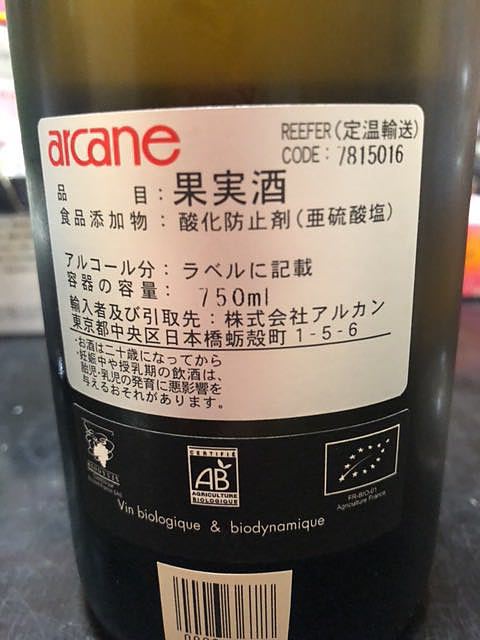 arcane
REEFER(定温輸送)
CODE：7815016
品　　目：果実酒
食品添加物：酸化防止剤(亜硫酸塩)
アルコール分：ラベルに記載
容器の容量：750ml
輸入者及び引取先：株式会社アルカン
東京都中央区日本橋蛎殻町1-5-6
・お酒は二十歳になってから
・妊娠中や授乳期の飲酒は、
胎児・乳児の発育に悪影響を
与えるおそれがあります。
CERTIFIÉ
AB
AGRICULTURE
BIOLOGIQUE
FR-BIO-01
Agriculture France
Vin biologique & biodynamique